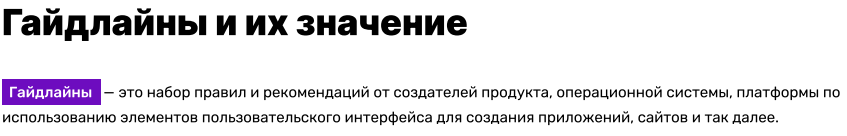 Гайдлайны и их значение
Гайдлайны — это набор правил и рекомендаций от создателей продукта, операционной системы, платформы по
использованию элементов пользовательского интерфейса для создания приложений, сайтов и так далее.